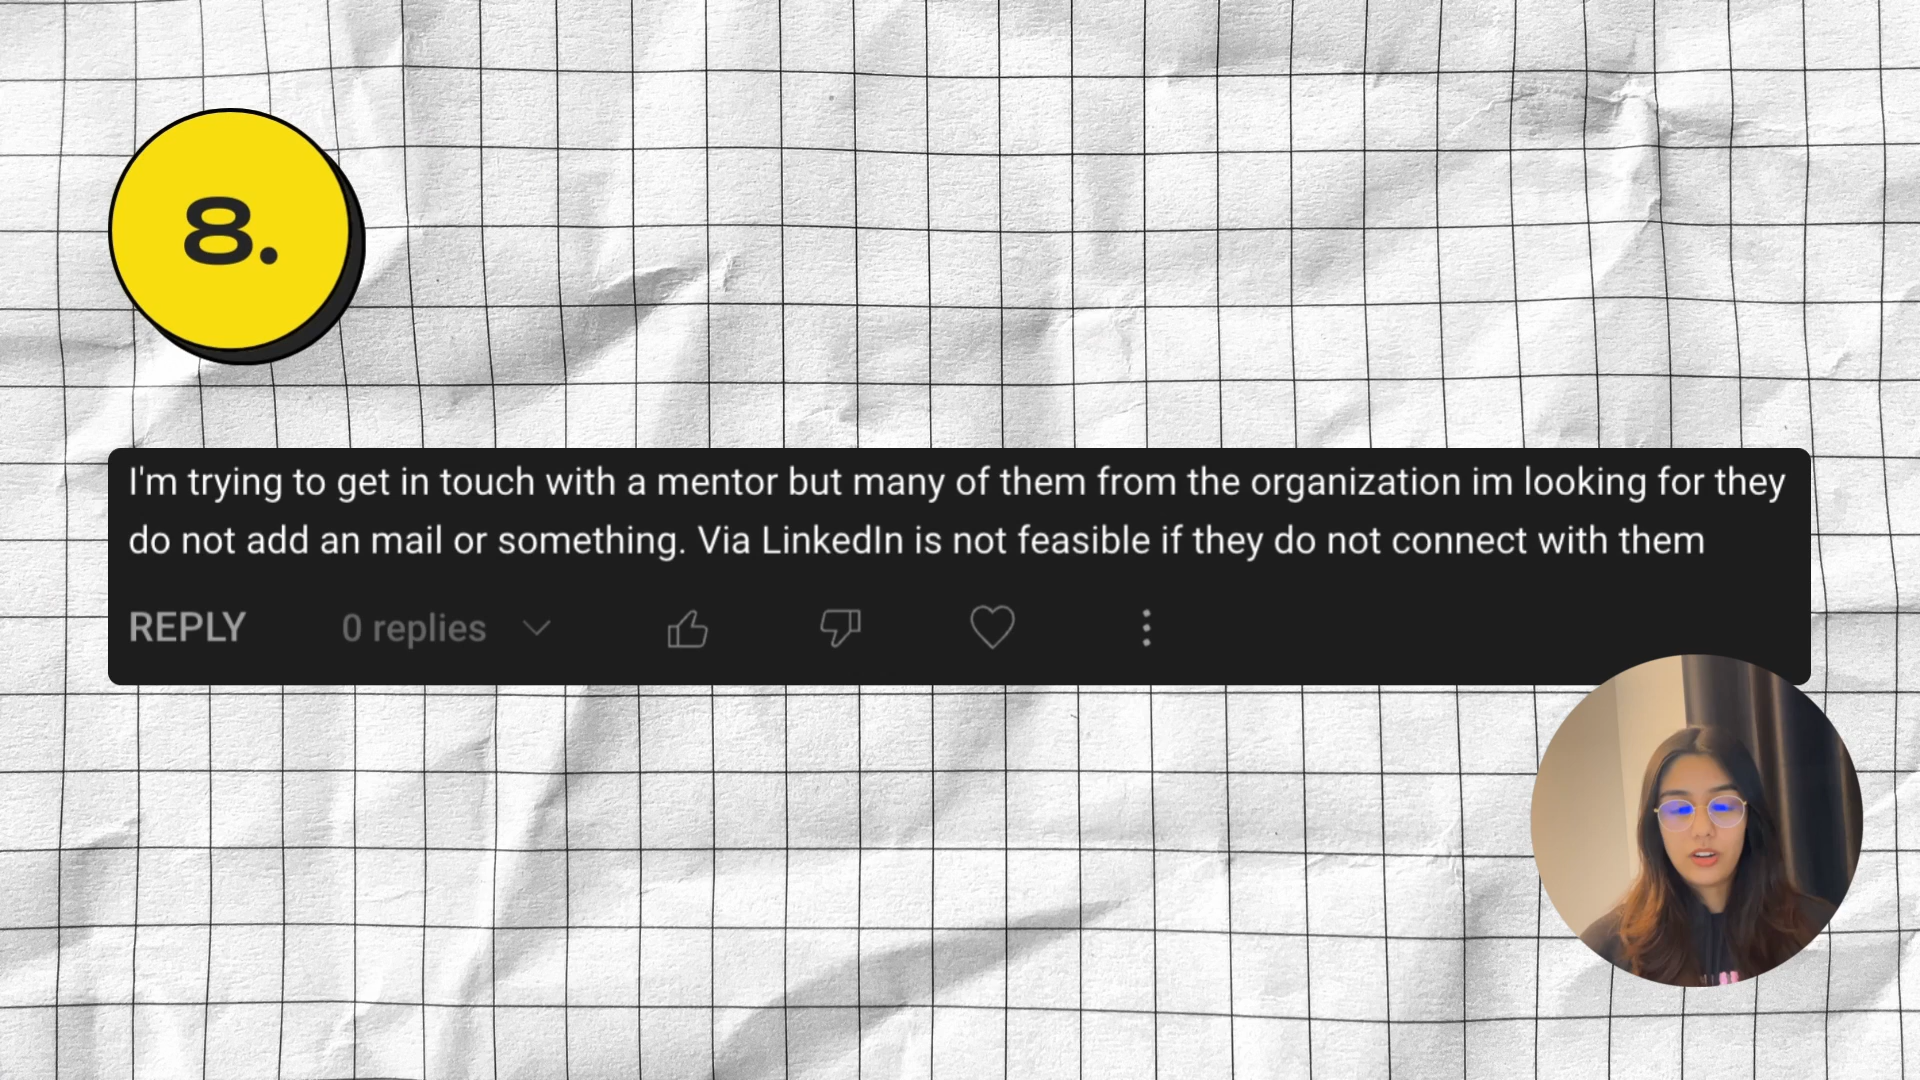 8.
I'm trying to get in touch with a mentor but many of them from the organization im looking for they
do not add an mail or something. Via LinkedIn is not feasible if they do not connect with them
REPLY 0 replies